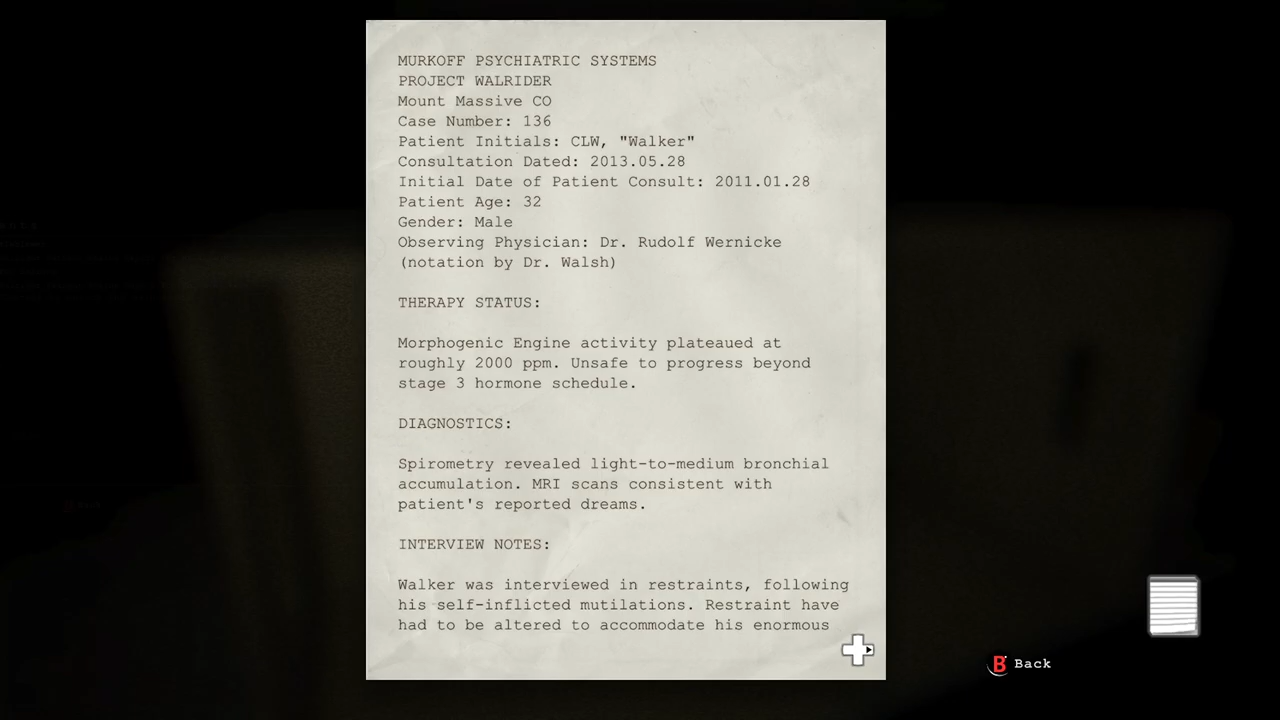 MURKOFF PSYCHIATRIC SYSTEMS
PROJECT WALRIDER
Mount Massive CO
Case Number: 136
Patient Initials: CLW, "Walker"
Consultation Dated: 2013.05.28
Initial Date of Patient Consult: 2011.01.28
Patient Age: 32
Gender: Male
Observing Physician: Dr. Rudolf Wernicke
(notation by Dr. Walsh)
THERAPY STATUS:
Morphogenic Engine activity plateaued at
roughly 2000 ppm. Unsafe to progress beyond
stage 3 hormone schedule.
DIAGNOSTICS:
Spirometry revealed light-to-medium bronchial
accumulation. MRI scans consistent with
patient's reported dreams.
INTERVIEW NOTES:
Walker was interviewed in restraints, following
his self-inflicted mutilations. Restraint have
had to be altered to accommodate his enormous
B Back